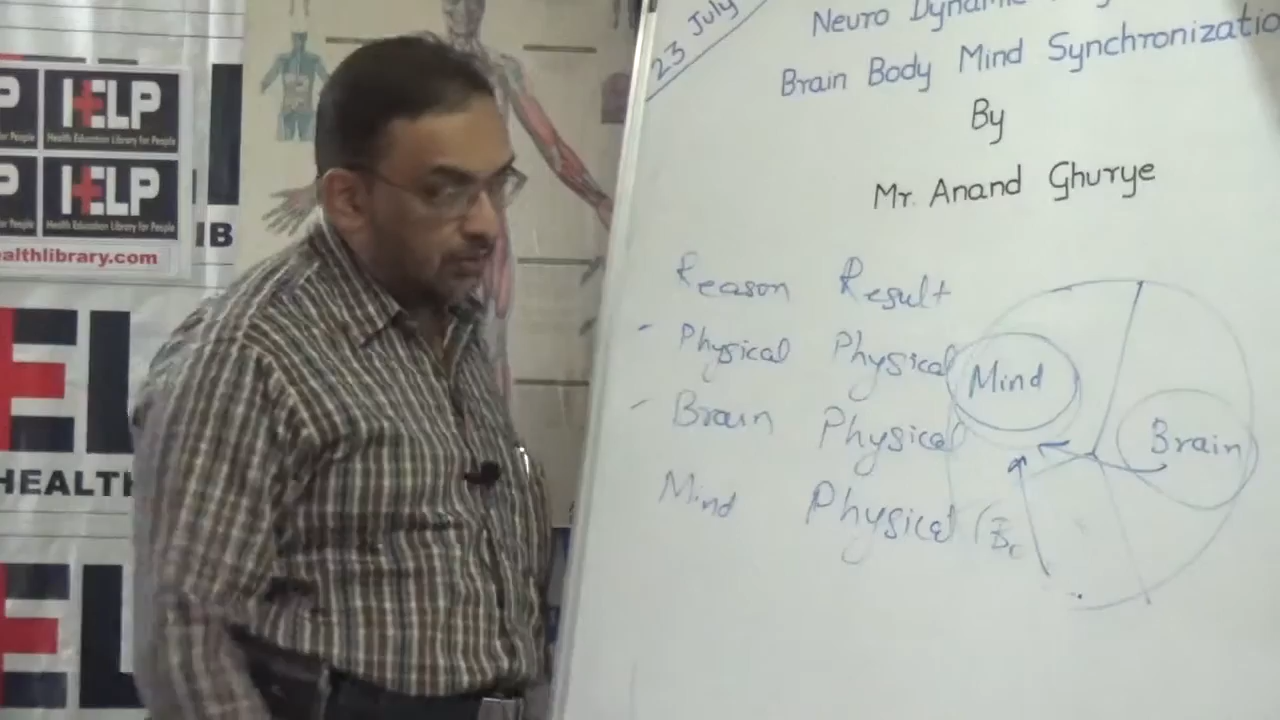 HELP
Health Education Library for People
HELP
Health Education Library for People
althlibrary.com
HEALTH
23 July
Neuro Dynamic
Brain Body Mind Synchronizatio
By
Mr. Anand Ghurye
Reason Result
- Physical Physical
- Brain Physical
Mind Physical
Mind
Brain